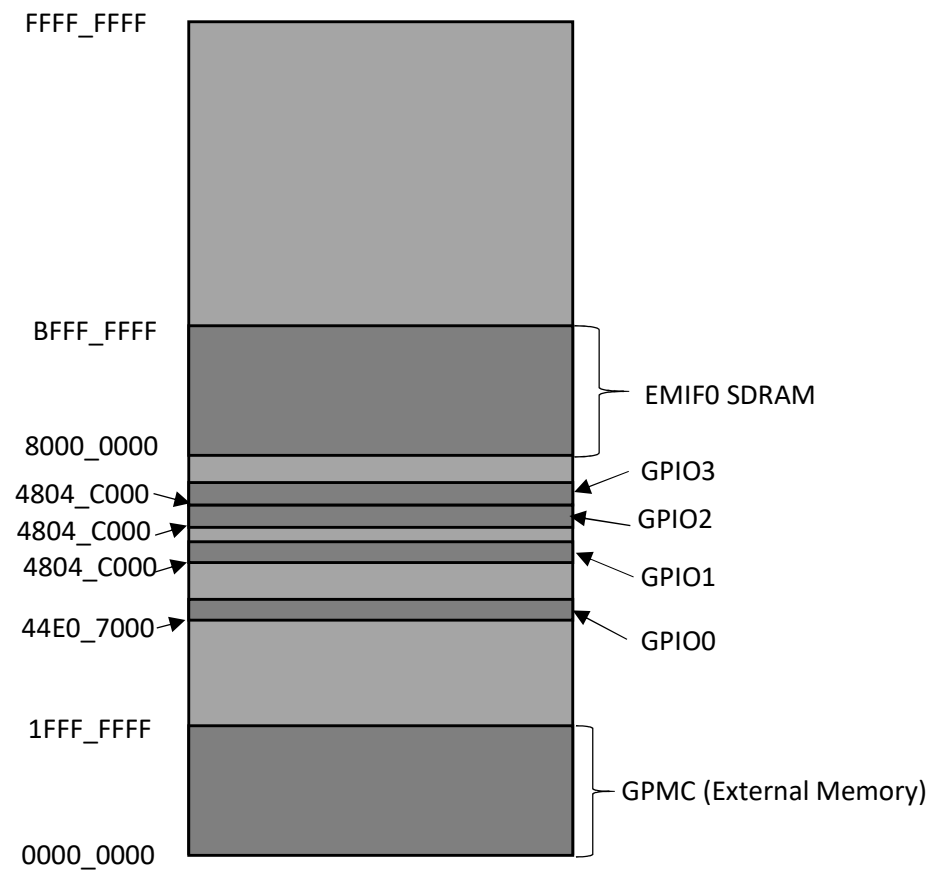 FFFF_FFFF
BFFF_FFFF
EMIF0 SDRAM
8000_0000
GPIO3
4804_C000
GPIO2
4804_C000
4804_C000
GPIO1
44E0_7000
GPIO0
1FFF_FFFF
GPMC (External Memory)
0000_0000